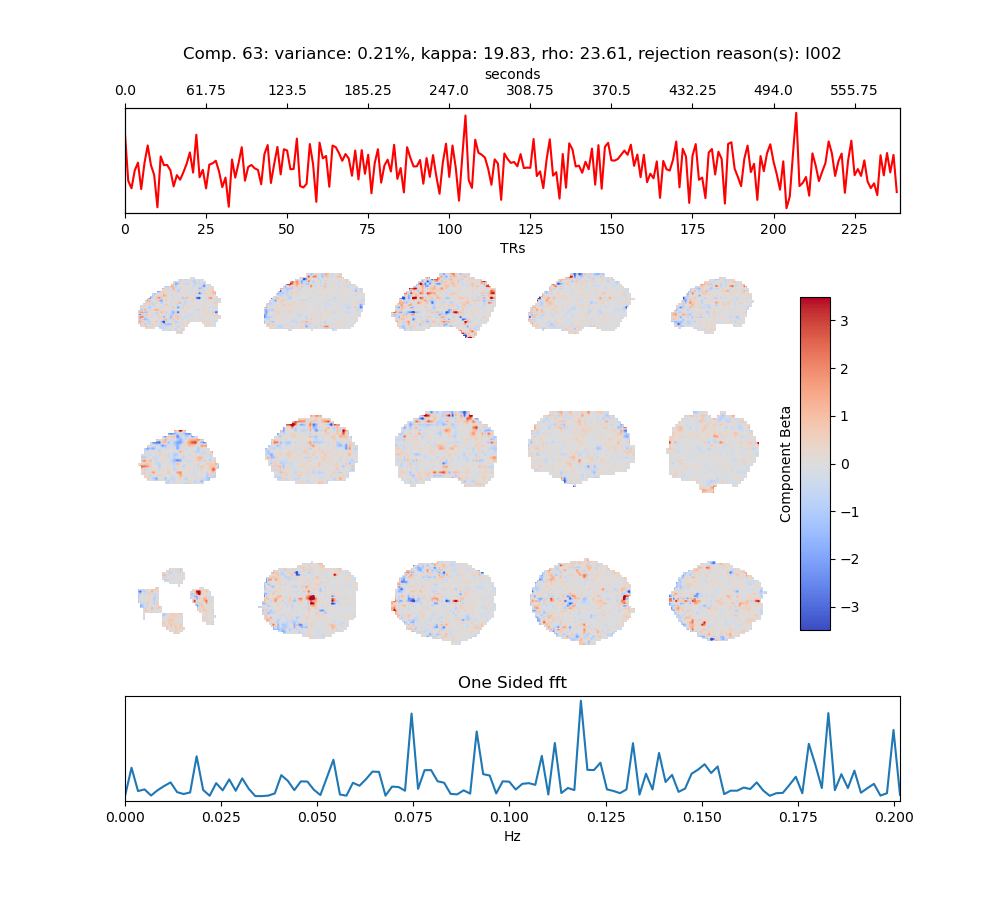 Comp. 63: variance: 0.21%, kappa: 19.83, rho: 23.61, rejection reason(s): I002
seconds
0.0 61.75 123.5 185.25 247.0 308.75 370.5 432.25 494.0 555.75
0 25 50 75 100 125 150 175 200 225
TRs
3
2
1
0
−1
−2
−3
Component Beta
One Sided fft
0.000 0.025 0.050 0.075 0.100 0.125 0.150 0.175 0.200
Hz